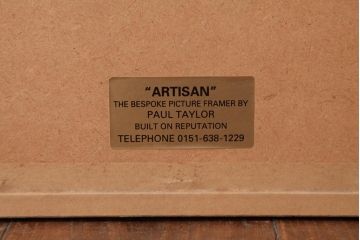 "ARTISAN"
THE BESPOKE PICTURE FRAMER BY
PAUL TAYLOR
BUILT ON REPUTATION
TELEPHONE 0151-638-1229